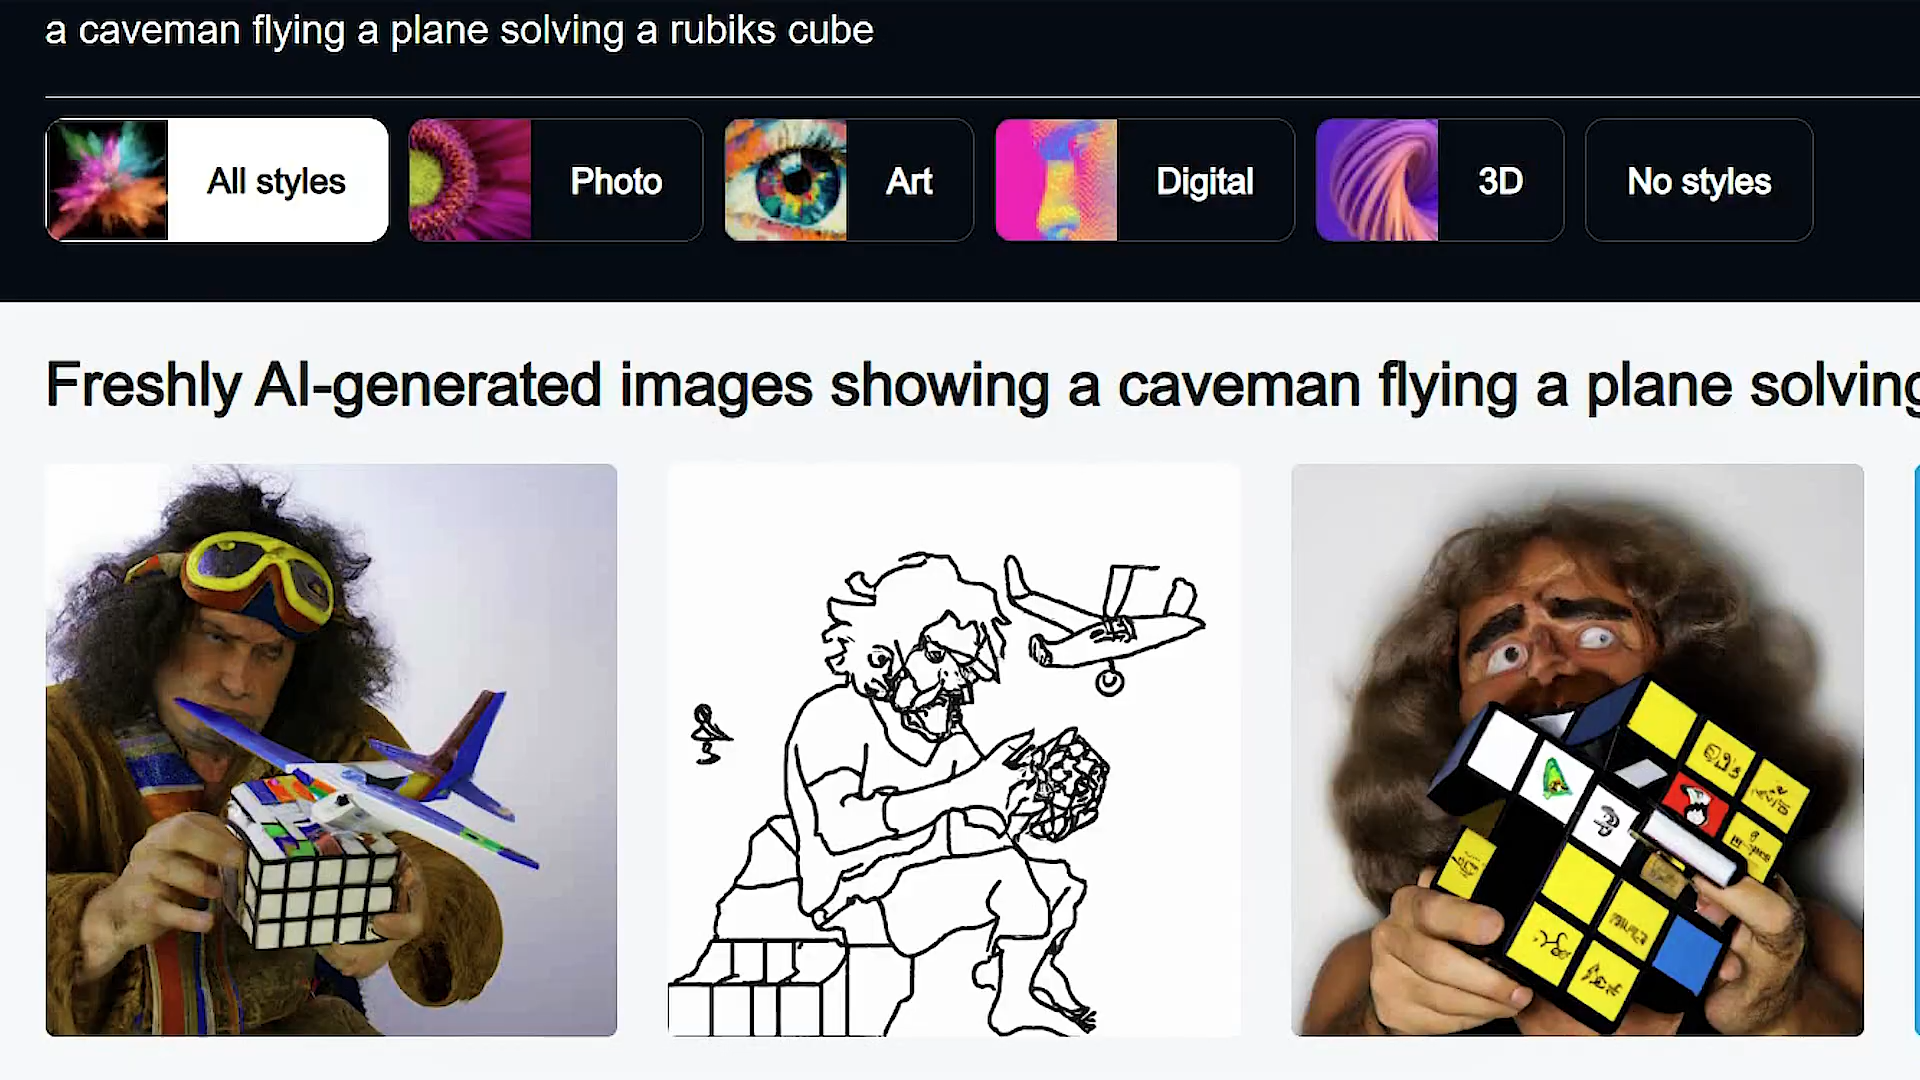 a caveman flying a plane solving a rubiks cube
All styles
Photo
Art
Digital
3D
No styles
Freshly AI-generated images showing a caveman flying a plane solving